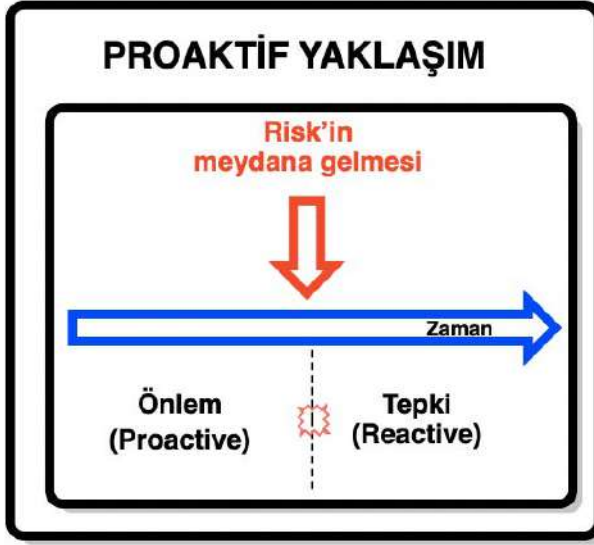 PROAKTİF YAKLAŞIM
Risk'in
meydana gelmesi
Zaman
Önlem
(Proactive)
Tepki
(Reactive)